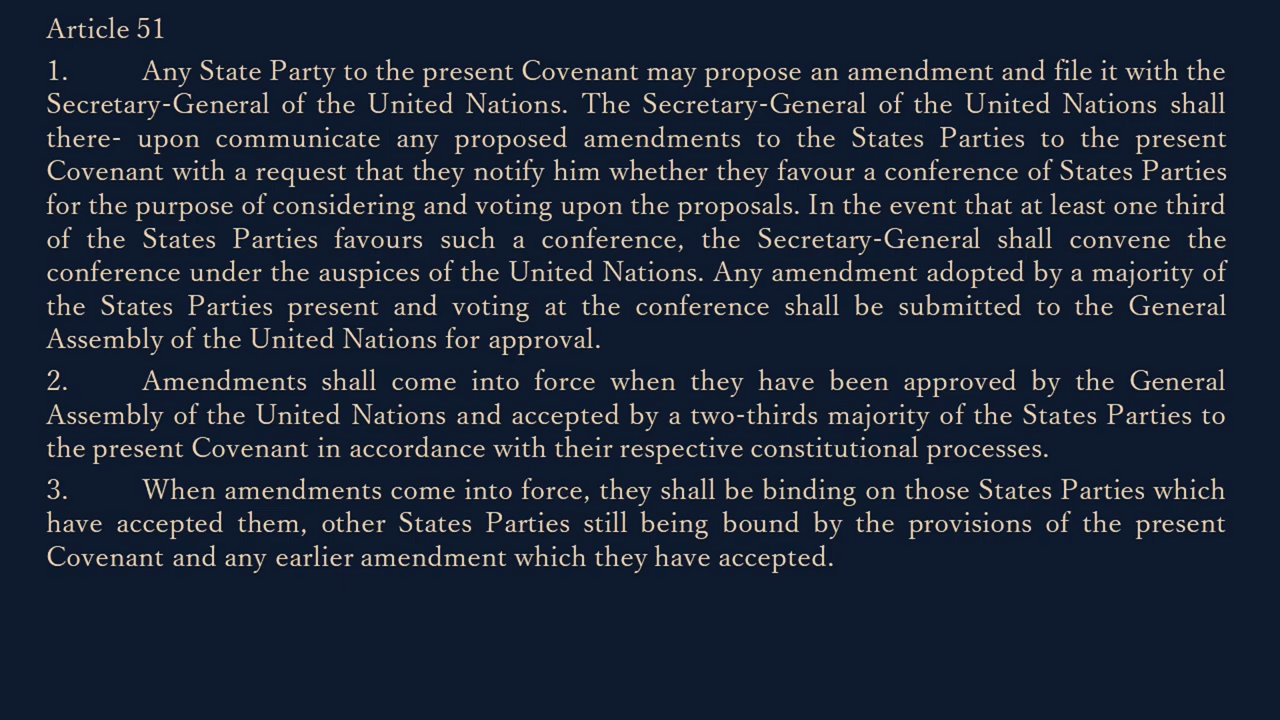 Article 51
1. Any State Party to the present Covenant may propose an amendment and file it with the
Secretary-General of the United Nations. The Secretary-General of the United Nations shall
there- upon communicate any proposed amendments to the States Parties to the present
Covenant with a request that they notify him whether they favour a conference of States Parties
for the purpose of considering and voting upon the proposals. In the event that at least one third
of the States Parties favours such a conference, the Secretary-General shall convene the
conference under the auspices of the United Nations. Any amendment adopted by a majority of
the States Parties present and voting at the conference shall be submitted to the General
Assembly of the United Nations for approval.
2. Amendments shall come into force when they have been approved by the General
Assembly of the United Nations and accepted by a two-thirds majority of the States Parties to
the present Covenant in accordance with their respective constitutional processes.
3. When amendments come into force, they shall be binding on those States Parties which
have accepted them, other States Parties still being bound by the provisions of the present
Covenant and any earlier amendment which they have accepted.